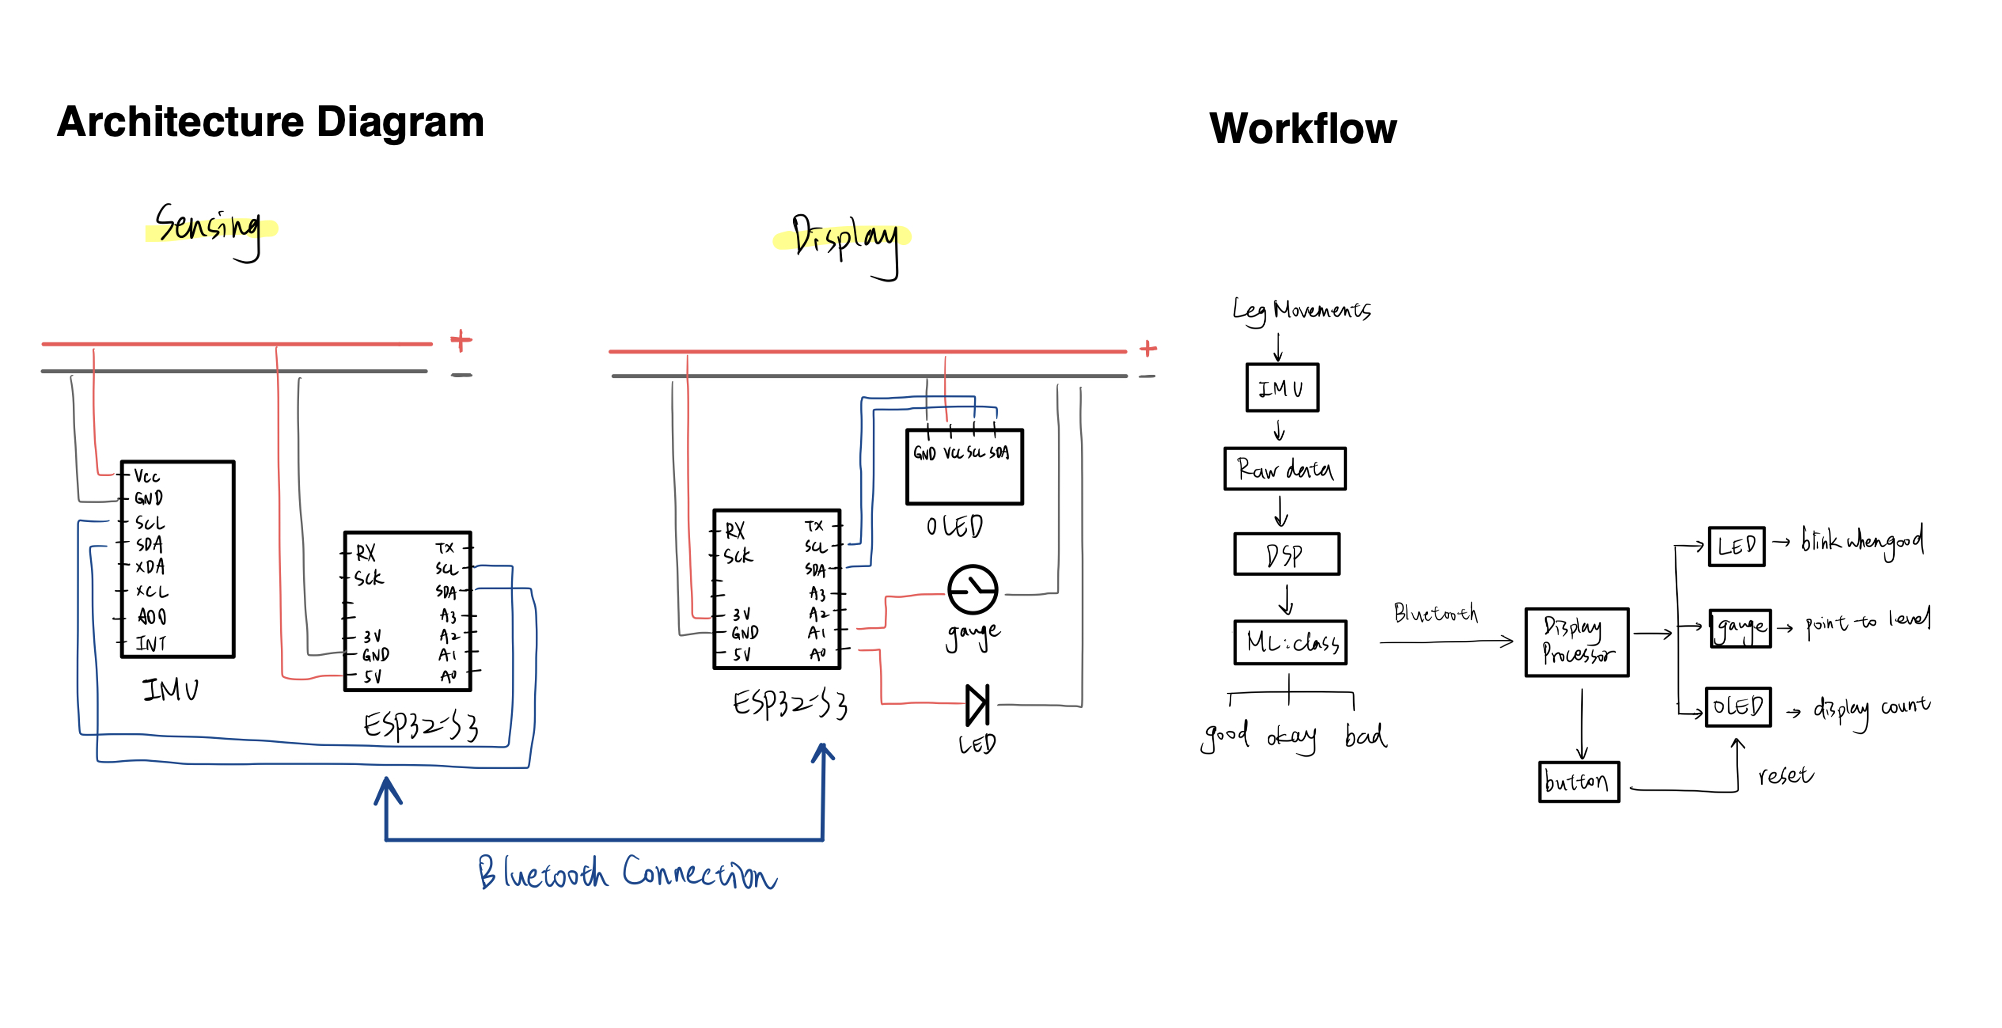 Architecture Diagram
Sensing
+
−
Vcc
GND
SCL
SDA
XDA
XCL
ADO
INT
IMU
RX
SCK
3V
GND
5V
TX
SCL
SDA
A3
A2
A1
A0
ESP32-S3
Display
+
−
RX
SCK
3V
GND
5V
TX
SCL
SDA
A3
A2
A1
A0
ESP32-S3
GND VCC SCL SDA
OLED
gauge
LED
Bluetooth Connection
Workflow
Leg Movements
IMU
Raw data
DSP
ML:class
good okay bad
Bluetooth
Display
Processor
button
reset
LED
blink when good
gauge
point to level
OLED
display count